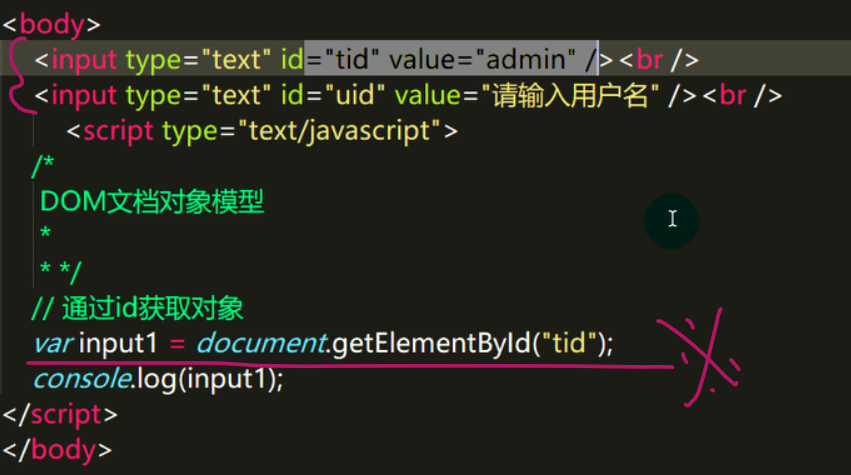 <body>
<input type="text" id="tid" value="admin" /><br />
<input type="text" id="uid" value="请输入用户名" /><br />
<script type="text/javascript">
/*
DOM文档对象模型
*
* */
// 通过id获取对象
var input1 = document.getElementById("tid");
console.log(input1);
</script>
</body>